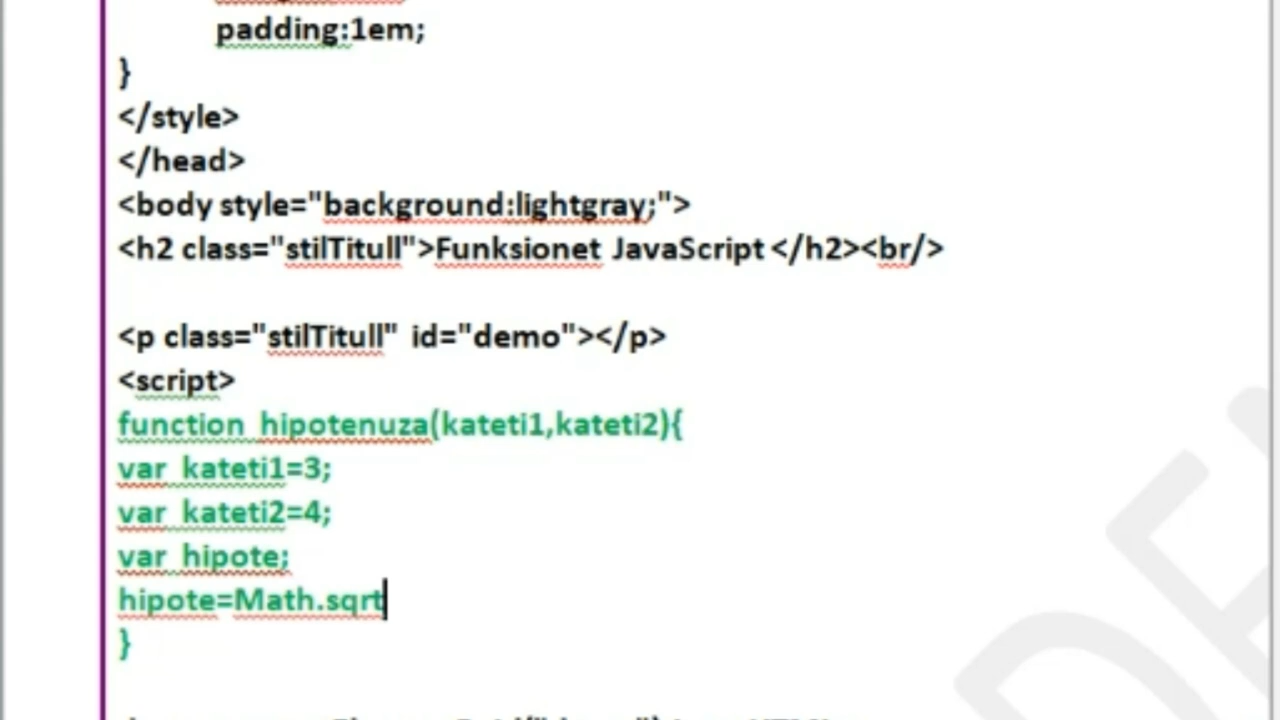 padding:1em;
}
</style>
</head>
<body style="background:lightgray;">
<h2 class="stilTitull">Funksionet JavaScript </h2><br/>
<p class="stilTitull" id="demo"></p>
<script>
function hipotenuza(kateti1,kateti2){
var kateti1=3;
var kateti2=4;
var hipote;
hipote=Math.sqrt
}